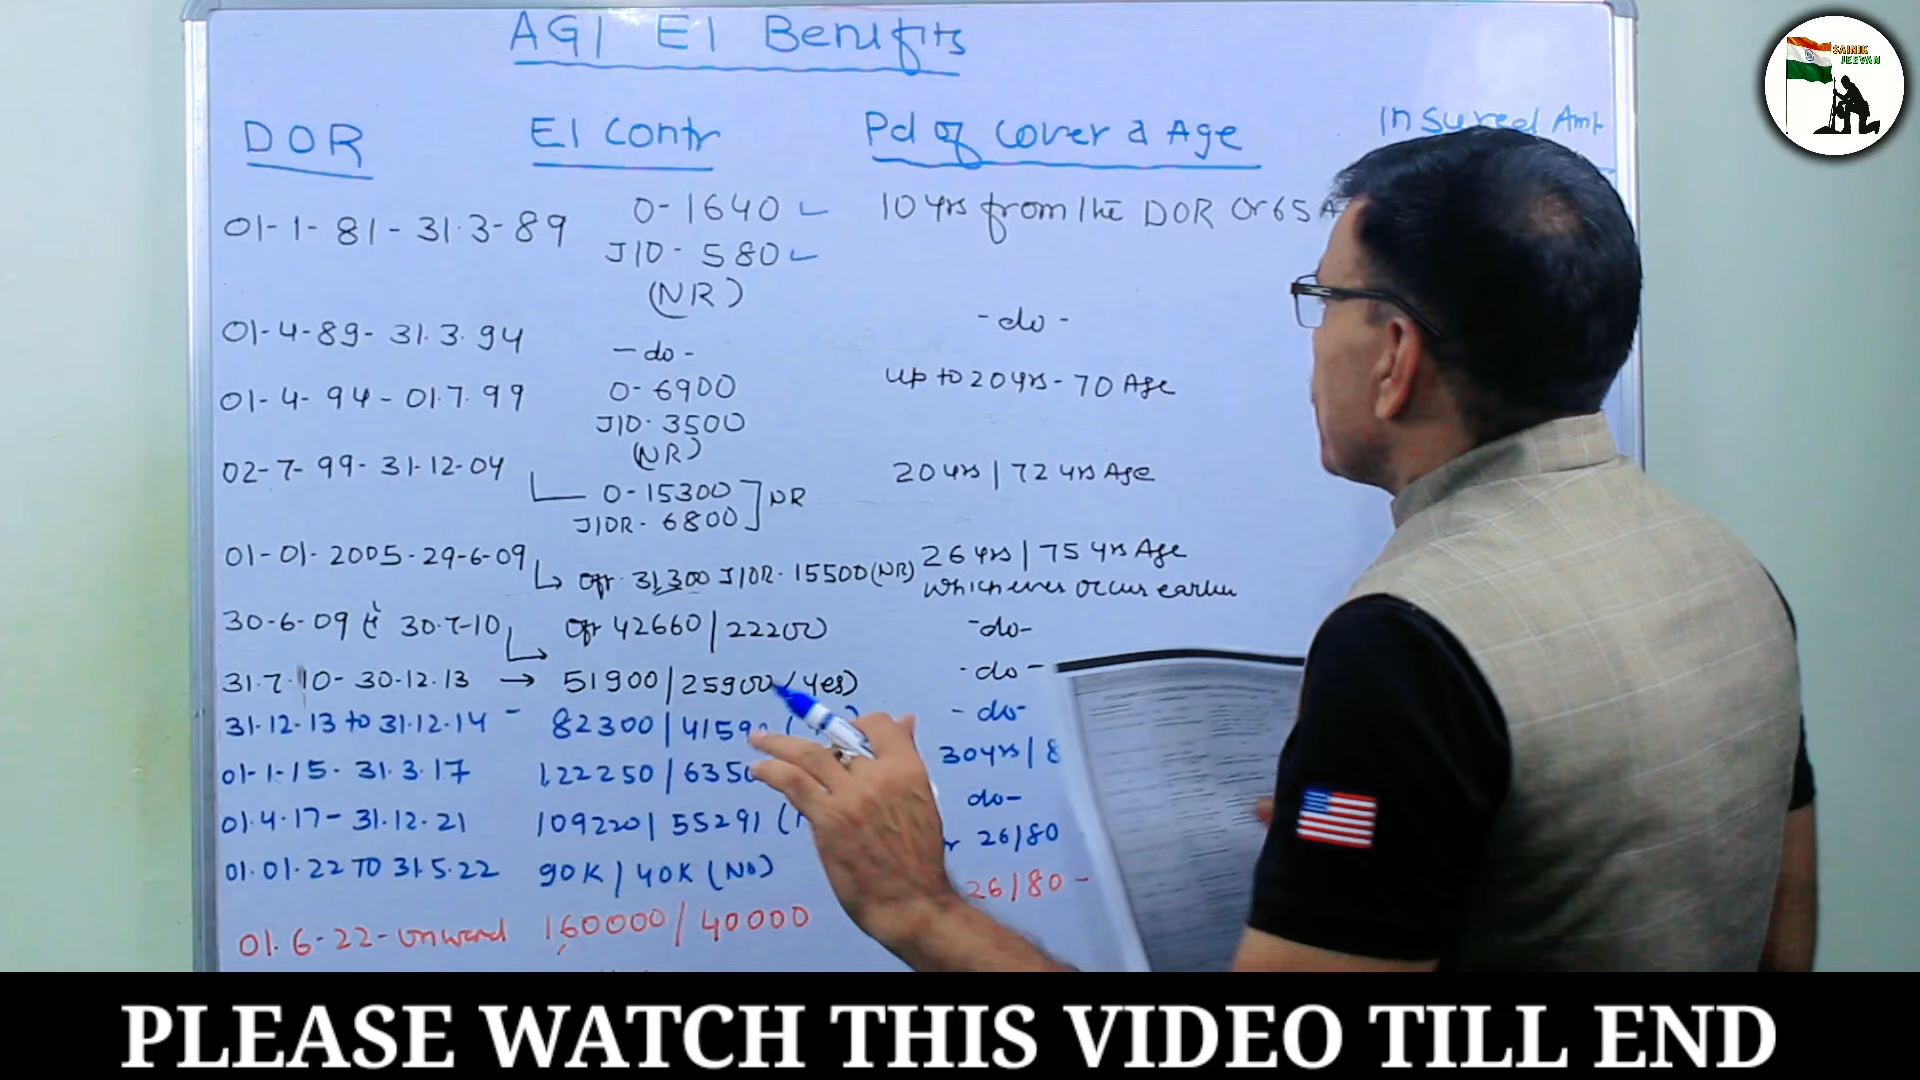 AGI EI Benifits
SAINIK
JEEVAN
DOR EI Contr Pd of Cover & Age Insured Amt
01-1-81-31.3-89 O-1640 10 yrs from the DOR Or 65
JIO-580
(NR)
01-4-89-31.3.94 -do- -do-
01-4-94-01.7.99 O-6900 up to 20 yrs-70 Age
JIO-3500
(NR)
02-7-99-31-12-04 O-15300 NR 20 yrs | 72 yrs Age
JIOR-6800
01-01-2005-29-6-09 Ofr 31300 JIOR-15500(NR) 26 yrs | 75 yrs Age
whichever occus earlier
30-6-09 से 30-7-10 Ofr 42660 | 22200 -do-
31.7.10-30-12.13 → 51900 | 25900 (yes) -do-
31-12-13 to 31-12-14 - 82300 | 4159 -do-
01-1-15-31.3.17 1,22250 | 635 30 yrs | 8
01.4.17-31.12.21 109220 | 55291 do-
01.01.22 TO 31.5.22 90K | 40K (No) 26/80
01.6-22-onward 160000 / 40000 26/80-
PLEASE WATCH THIS VIDEO TILL END